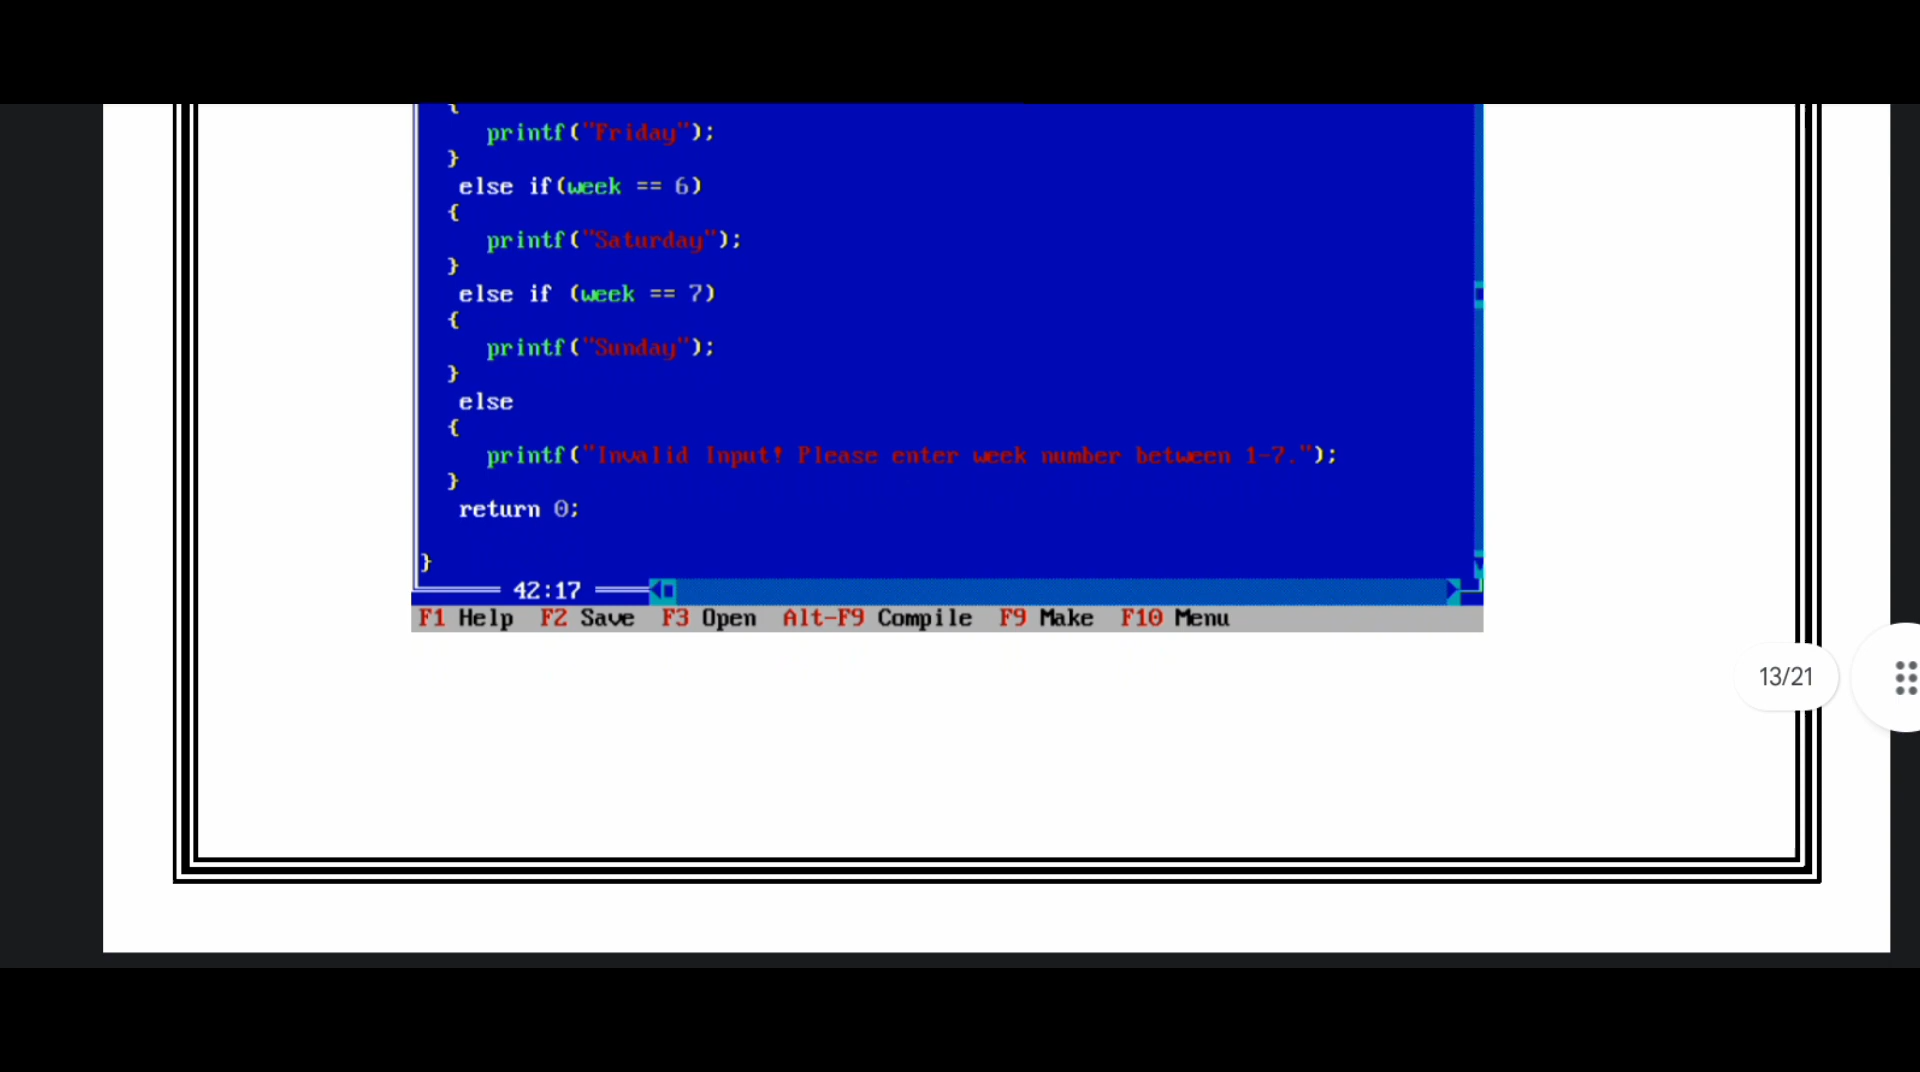 {
printf("Friday");
}
else if(week == 6)
{
printf("Saturday");
}
else if (week == 7)
{
printf("Sunday");
}
else
{
printf("Invalid Input! Please enter week number between 1-7.");
}
return 0;
}
42:17
F1 Help F2 Save F3 Open Alt-F9 Compile F9 Make F10 Menu
13/21